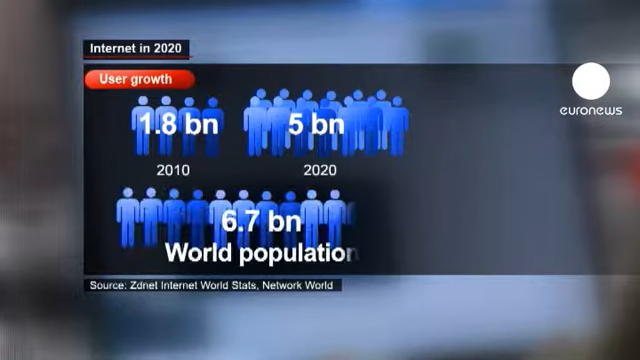 Internet in 2020
User growth
euronews
1.8 bn
5 bn
2010
2020
6.7 bn
World population
Source: Zdnet Internet World Stats, Network World